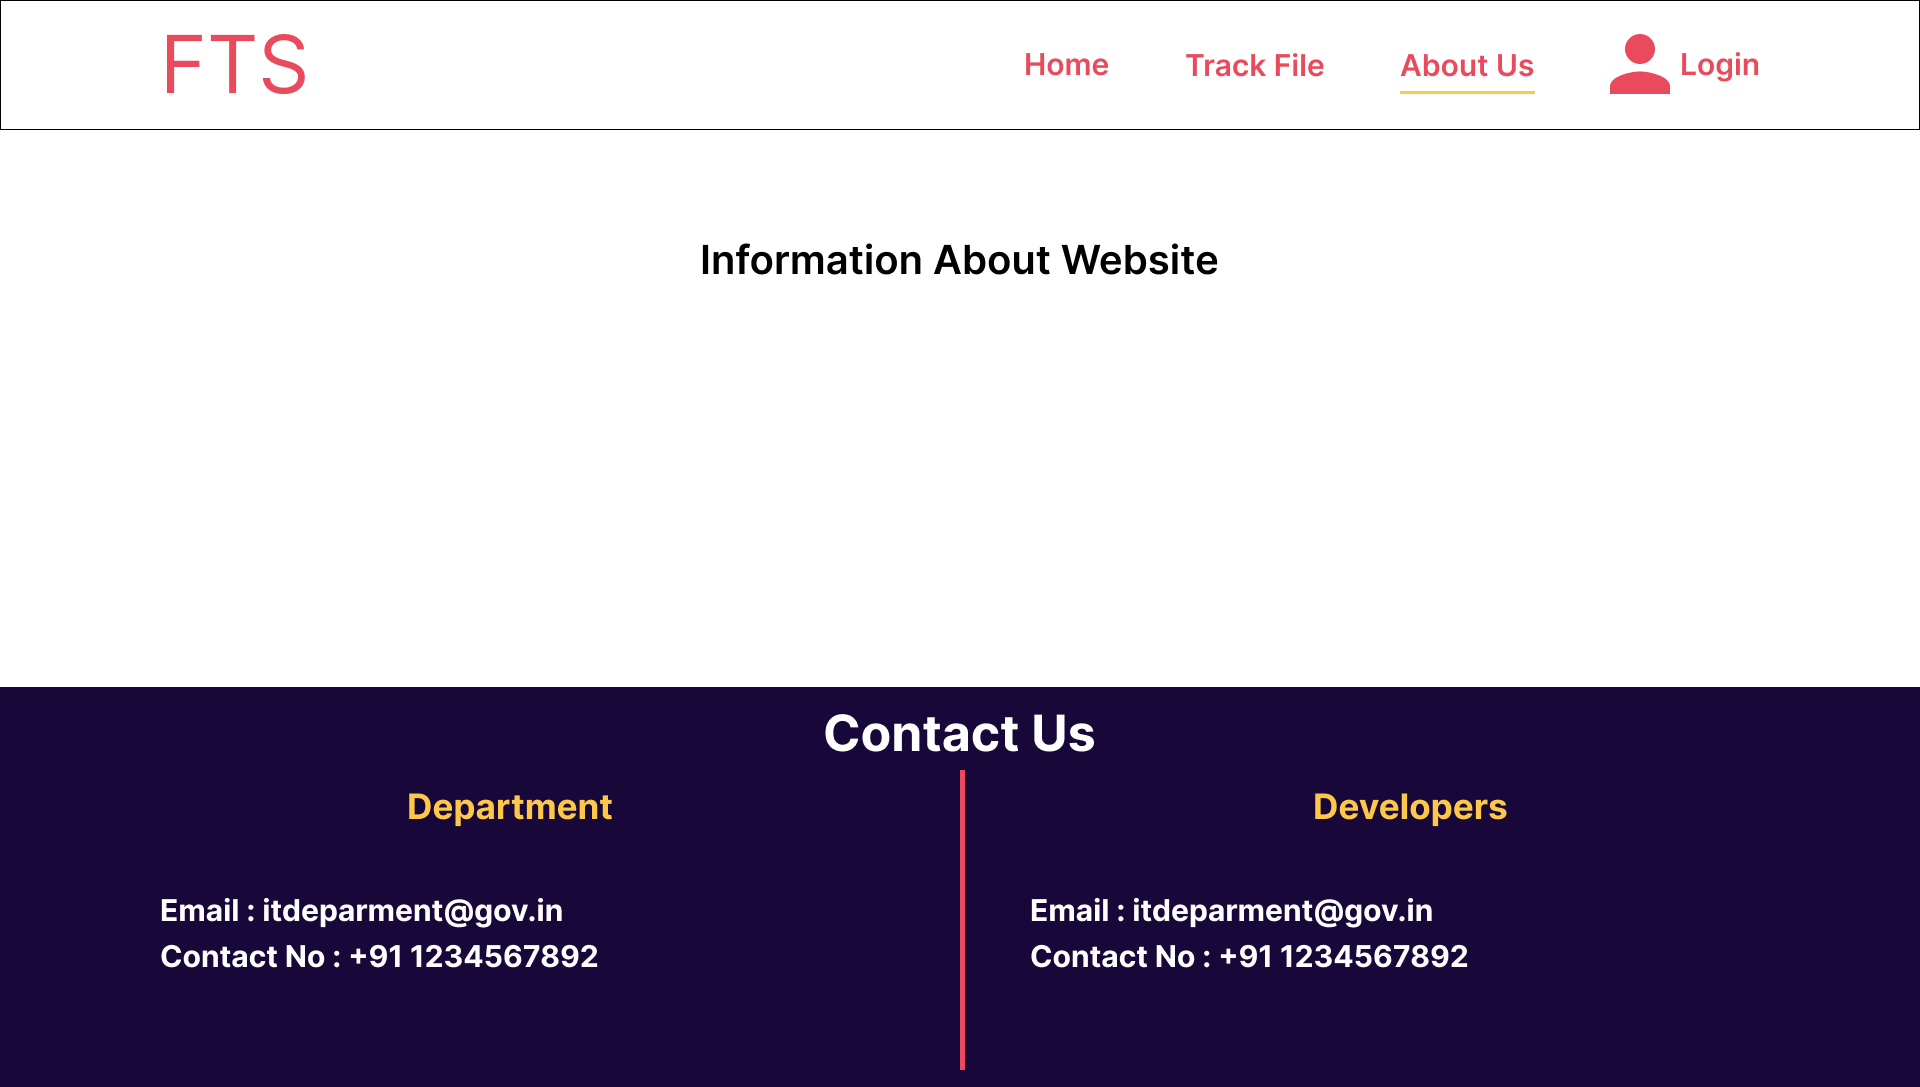 FTS
Home Track File About Us Login
Information About Website
Contact Us
Department
Email : itdeparment@gov.in
Contact No : +91 1234567892
Developers
Email : itdeparment@gov.in
Contact No : +91 1234567892